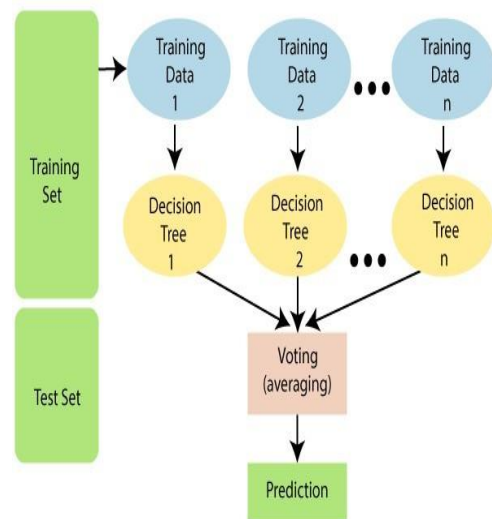 Training
Set
Test Set
Training
Data
1
Training
Data
2
Training
Data
n
Decision
Tree
1
Decision
Tree
2
Decision
Tree
n
Voting
(averaging)
Prediction